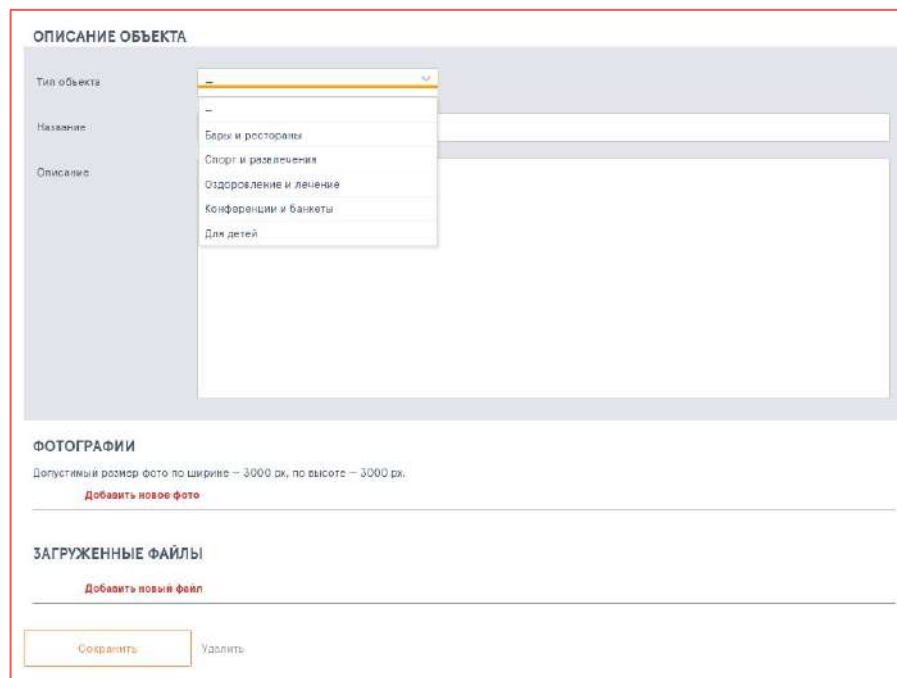 ОПИСАНИЕ ОБЪЕКТА
Тип объекта
–
–
Название
Бары и рестораны
Спорт и развлечения
Описание
Оздоровление и лечение
Конференции и банкеты
Для детей
ФОТОГРАФИИ
Допустимый размер фото по ширине – 3000 px, по высоте – 3000 px.
Добавить новое фото
ЗАГРУЖЕННЫЕ ФАЙЛЫ
Добавить новый файл
Сохранить Удалить